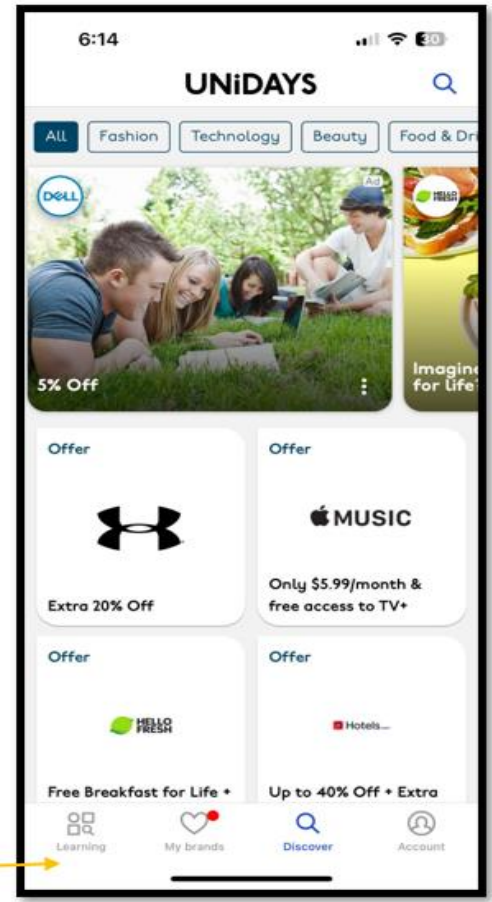 6:14
30
UNiDAYS
All Fashion Technology Beauty Food & Dri
DELL
Ad
HELLO
FRESH
5% Off
Imagine
for life
Offer
Offer
MUSIC
Extra 20% Off
Only $5.99/month &
free access to TV+
Offer
Offer
HELLO
FRESH
Hotels
Free Breakfast for Life +
Up to 40% Off + Extra
Learning My brands Discover Account